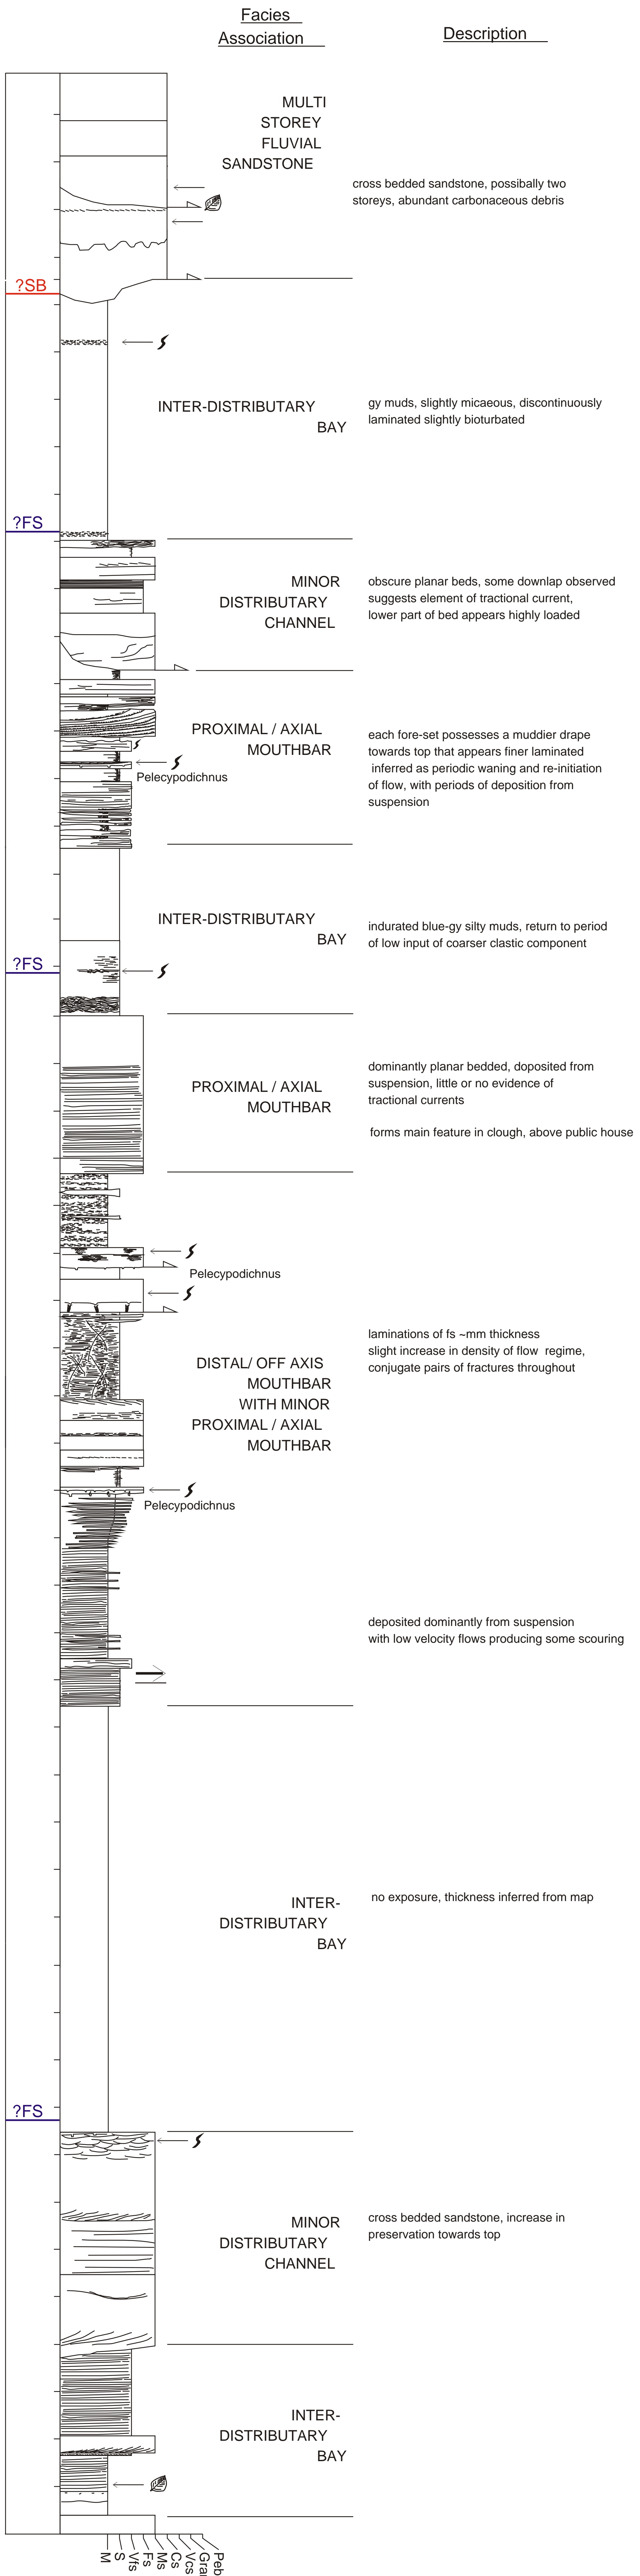 Facies
Association
Description
MULTI
STOREY
FLUVIAL
SANDSTONE
cross bedded sandstone, possibally two
storeys, abundant carbonaceous debris
?SB
INTER-DISTRIBUTARY
BAY
gy muds, slightly micaeous, discontinuously
laminated slightly bioturbated
?FS
MINOR
DISTRIBUTARY
CHANNEL
obscure planar beds, some downlap observed
suggests element of tractional current,
lower part of bed appears highly loaded
PROXIMAL / AXIAL
MOUTHBAR
Pelecypodichnus
each fore-set possesses a muddier drape
towards top that appears finer laminated
inferred as periodic waning and re-initiation
of flow, with periods of deposition from
suspension
INTER-DISTRIBUTARY
BAY
indurated blue-gy silty muds, return to period
of low input of coarser clastic component
?FS
PROXIMAL / AXIAL
MOUTHBAR
dominantly planar bedded, deposited from
suspension, little or no evidence of
tractional currents
forms main feature in clough, above public house
Pelecypodichnus
DISTAL/ OFF AXIS
MOUTHBAR
WITH MINOR
PROXIMAL / AXIAL
MOUTHBAR
laminations of fs ~mm thickness
slight increase in density of flow regime,
conjugate pairs of fractures throughout
Pelecypodichnus
deposited dominantly from suspension
with low velocity flows producing some scouring
INTER-
DISTRIBUTARY
BAY
no exposure, thickness inferred from map
?FS
MINOR
DISTRIBUTARY
CHANNEL
cross bedded sandstone, increase in
preservation towards top
INTER-
DISTRIBUTARY
BAY
M
S
Vfs
Fs
Ms
Cs
Vcs
Gra
Peb